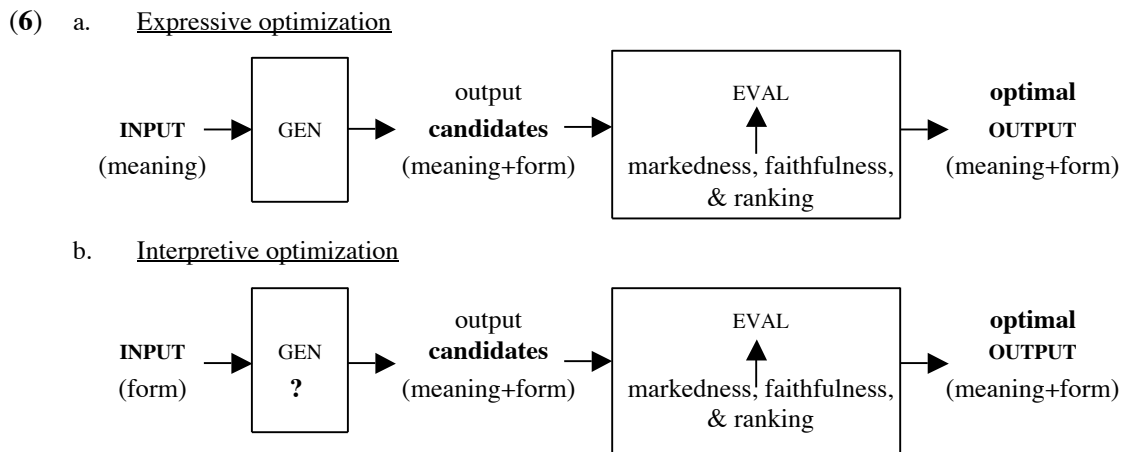 (6) a. Expressive optimization
output EVAL optimal
INPUT GEN candidates OUTPUT
(meaning) (meaning+form) markedness, faithfulness, (meaning+form)
& ranking
b. Interpretive optimization
output EVAL optimal
INPUT GEN candidates OUTPUT
(form) ? (meaning+form) markedness, faithfulness, (meaning+form)
& ranking